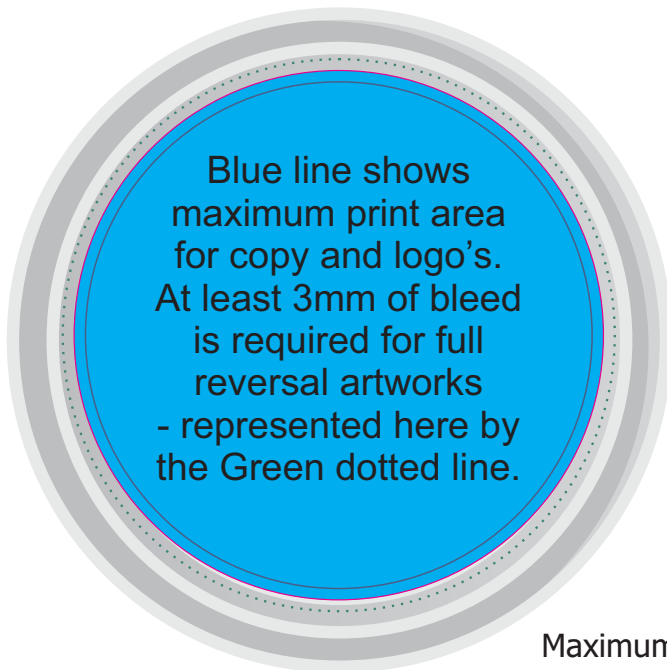 Blue line shows
maximum print area
for copy and logo’s.
At least 3mm of bleed
is required for full
reversal artworks
- represented here by
the Green dotted line.
Maximum